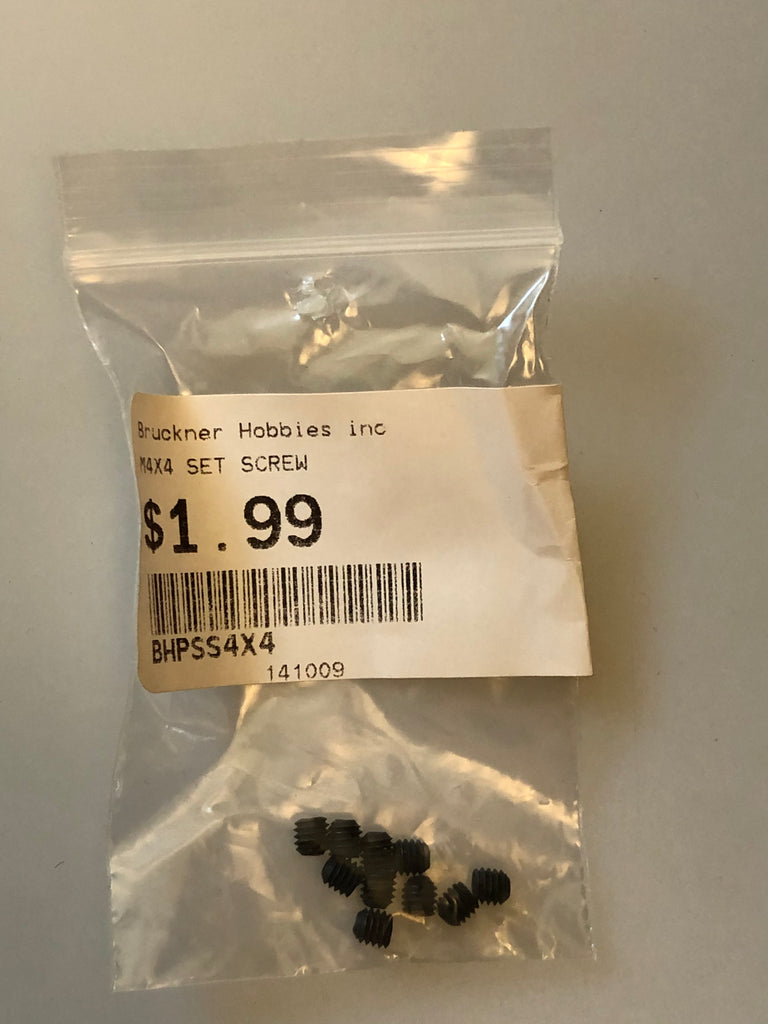 Bruckner Hobbies inc
M4X4 SET SCREW
$1.99
BHPSS4X4
141009